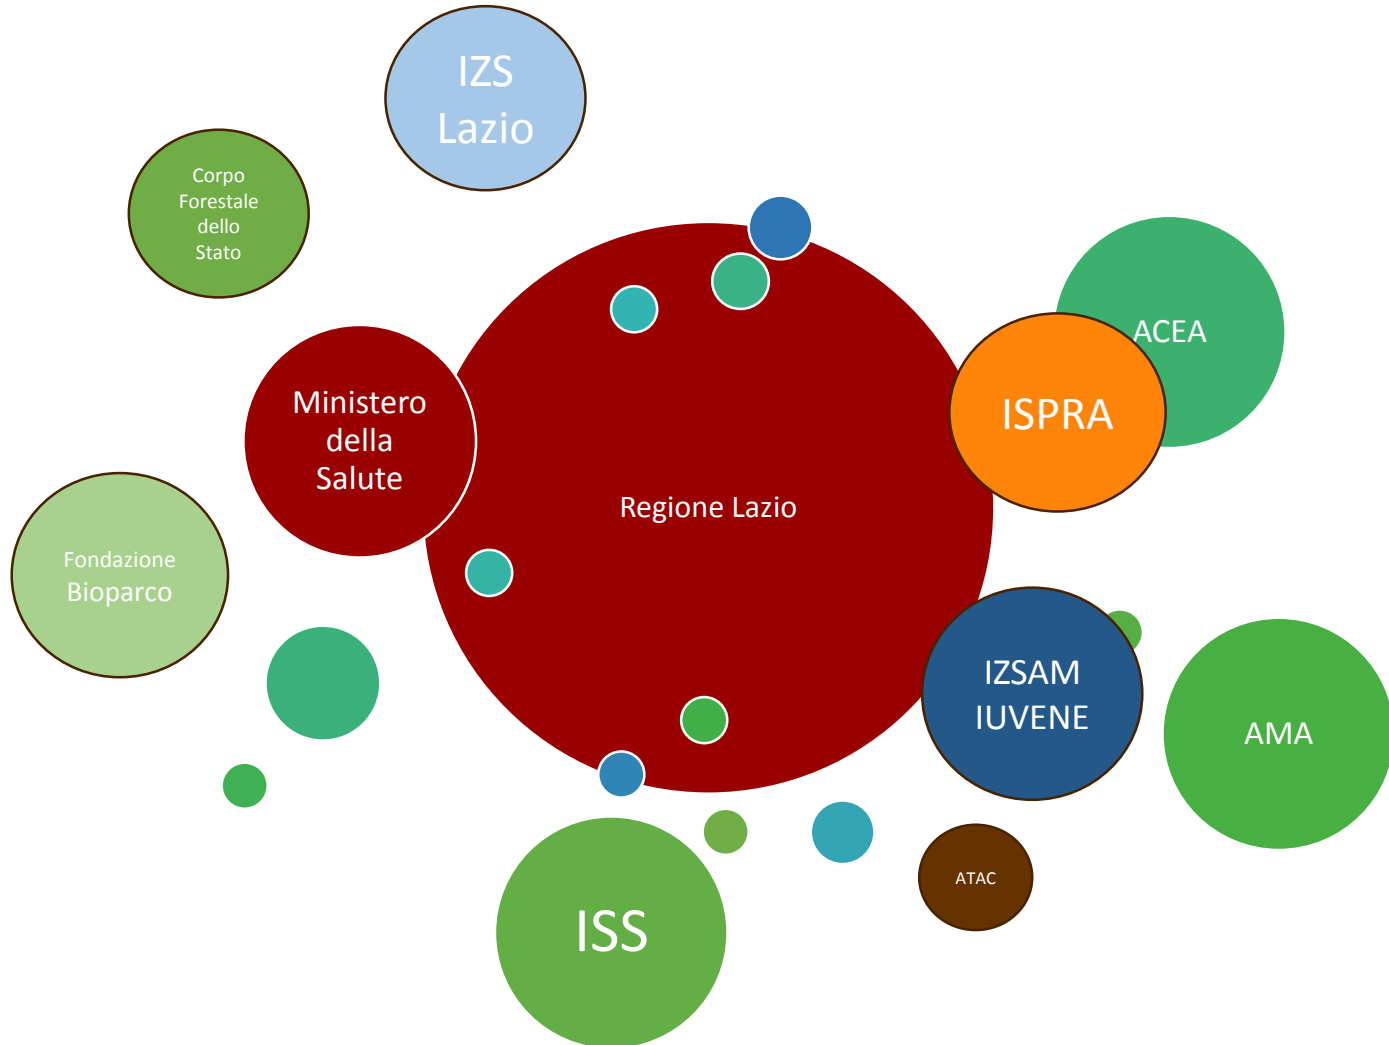 IZS
Lazio
Corpo
Forestale
dello
Stato
ACEA
Ministero
della
Salute
ISPRA
Regione Lazio
Fondazione
Bioparco
IZSAM
IUVENE
AMA
ATAC
ISS